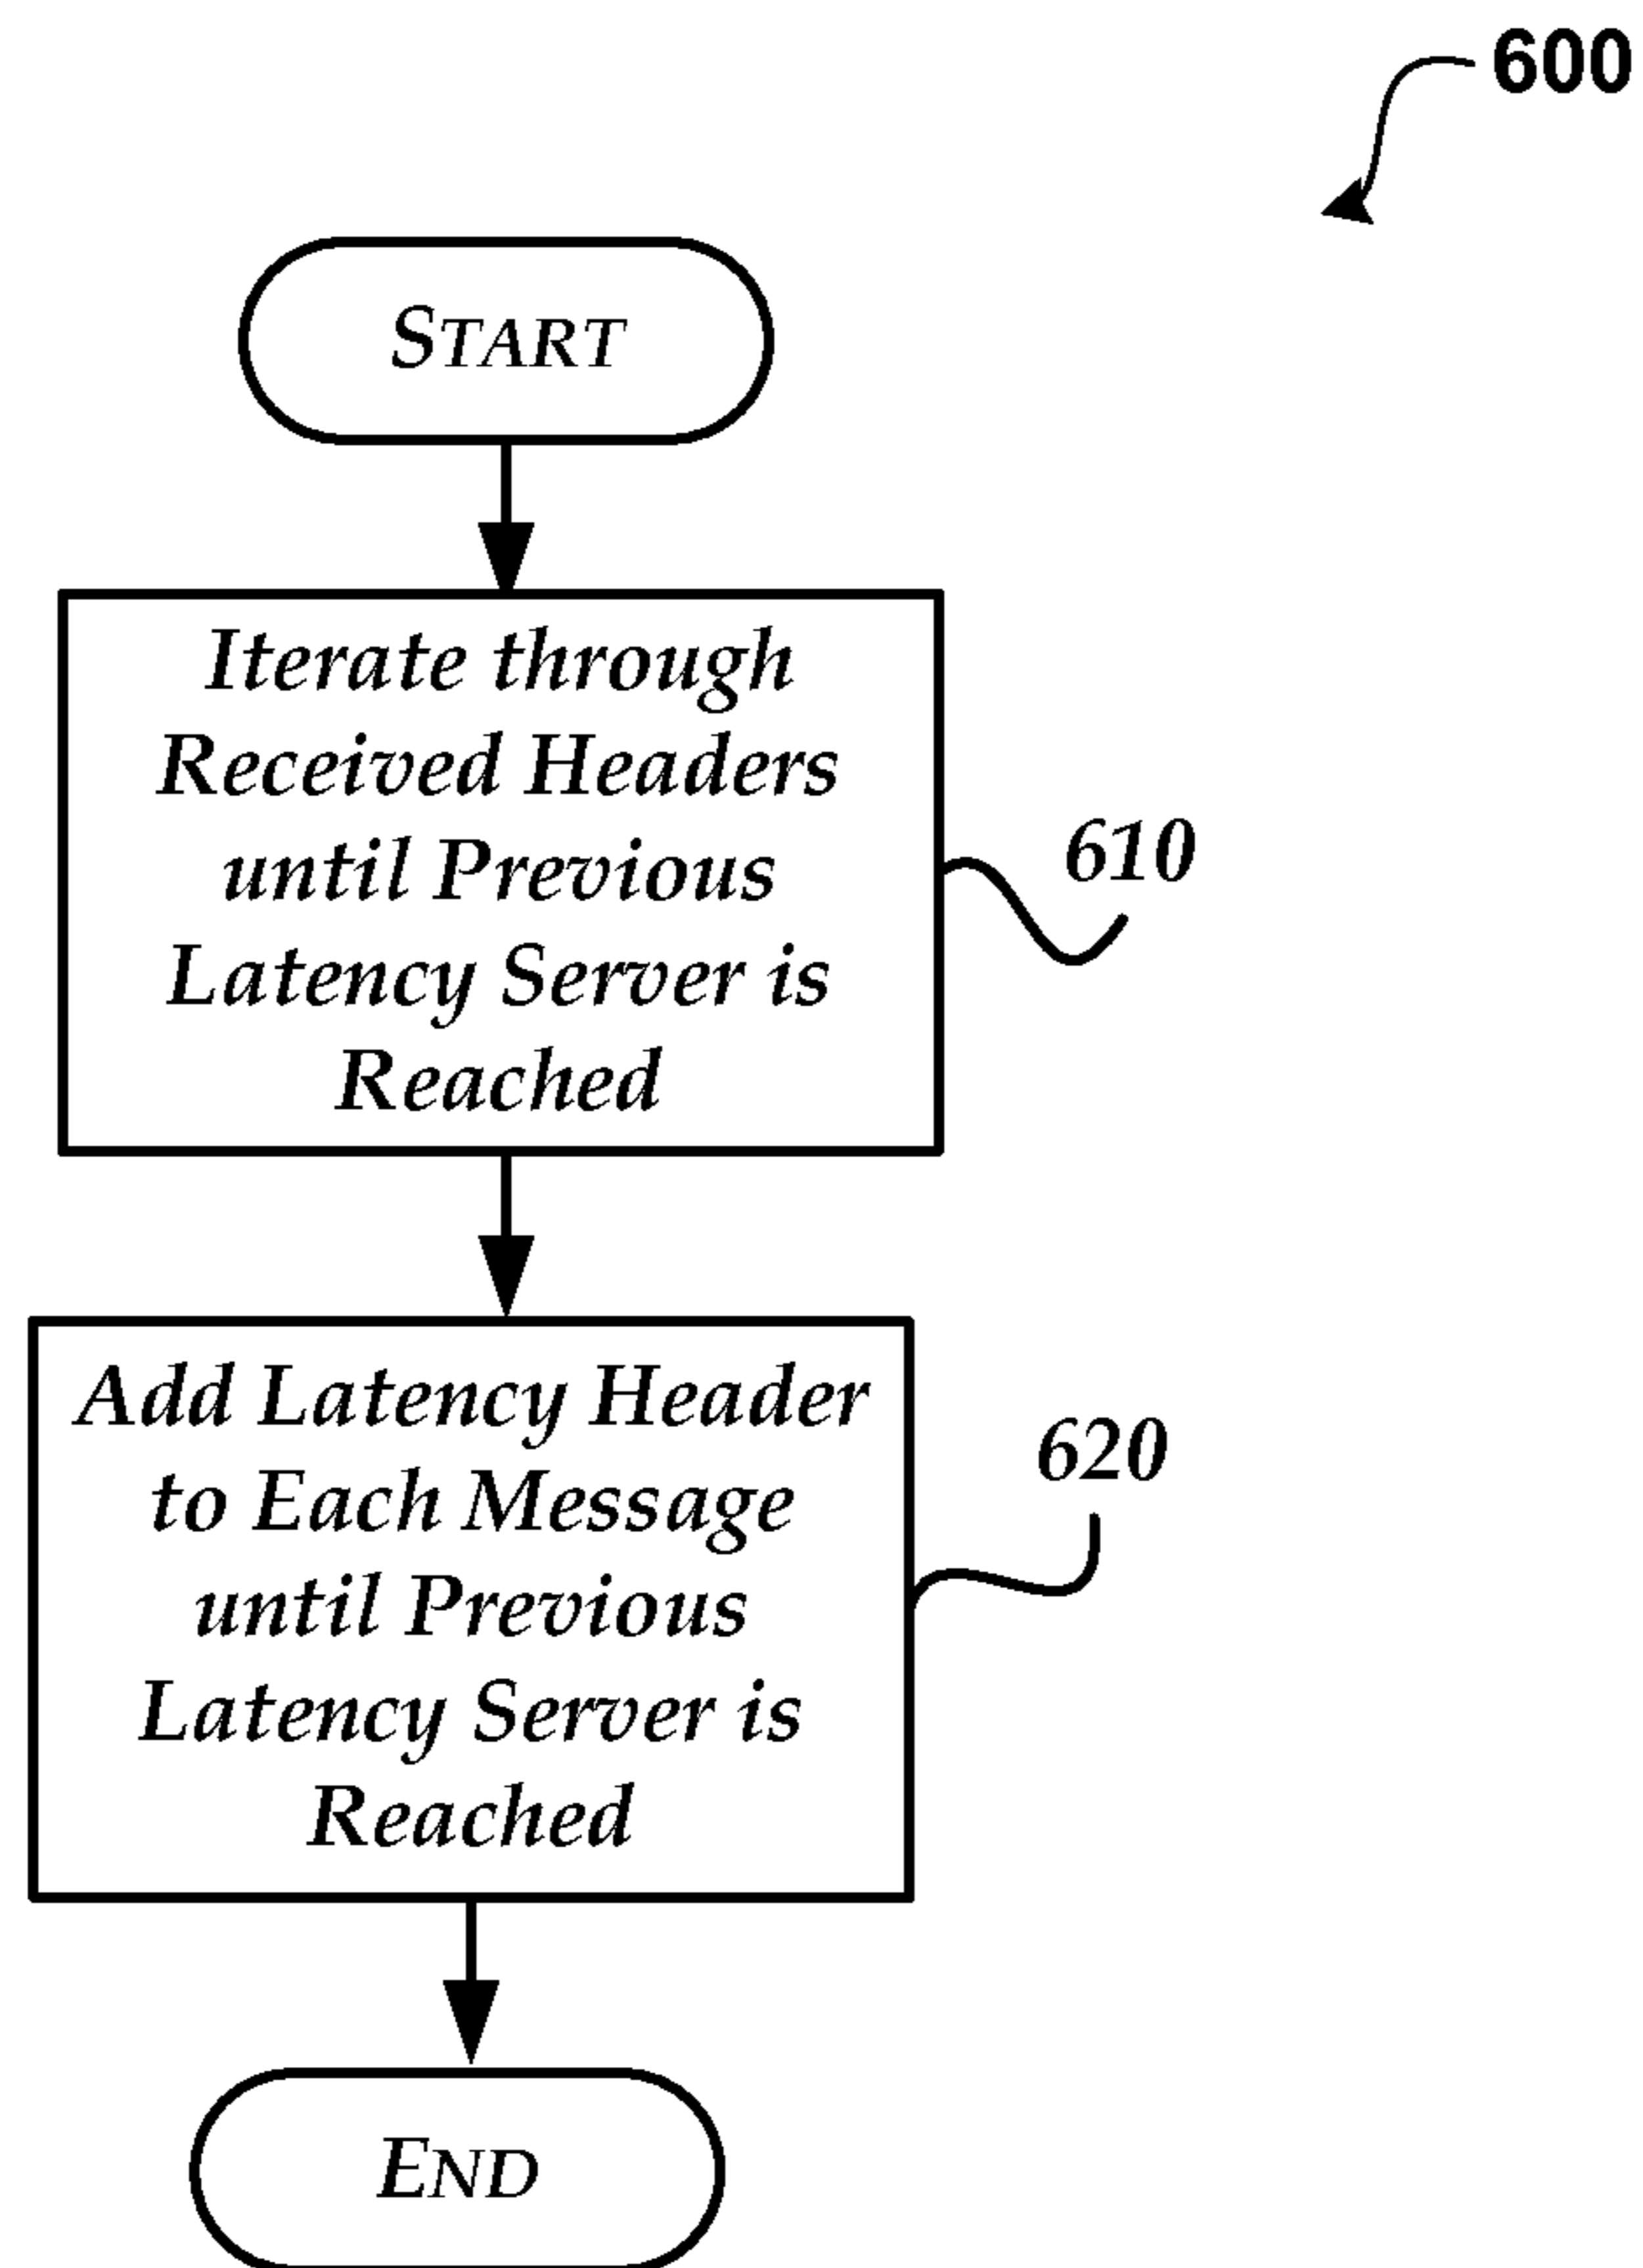 600
START
Iterate through
Received Headers
until Previous
Latency Server is
Reached
610
Add Latency Header
to Each Message
until Previous
Latency Server is
Reached
620
END